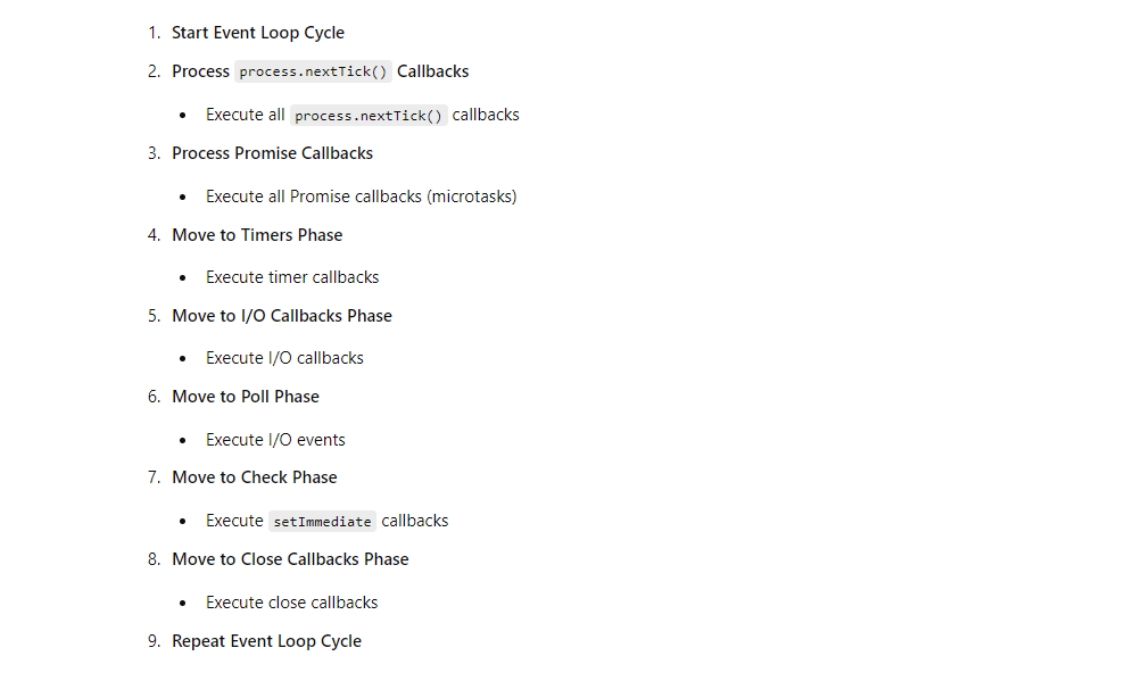 1. Start Event Loop Cycle
2. Process process.nextTick() Callbacks
• Execute all process.nextTick() callbacks
3. Process Promise Callbacks
• Execute all Promise callbacks (microtasks)
4. Move to Timers Phase
• Execute timer callbacks
5. Move to I/O Callbacks Phase
• Execute I/O callbacks
6. Move to Poll Phase
• Execute I/O events
7. Move to Check Phase
• Execute setImmediate callbacks
8. Move to Close Callbacks Phase
• Execute close callbacks
9. Repeat Event Loop Cycle